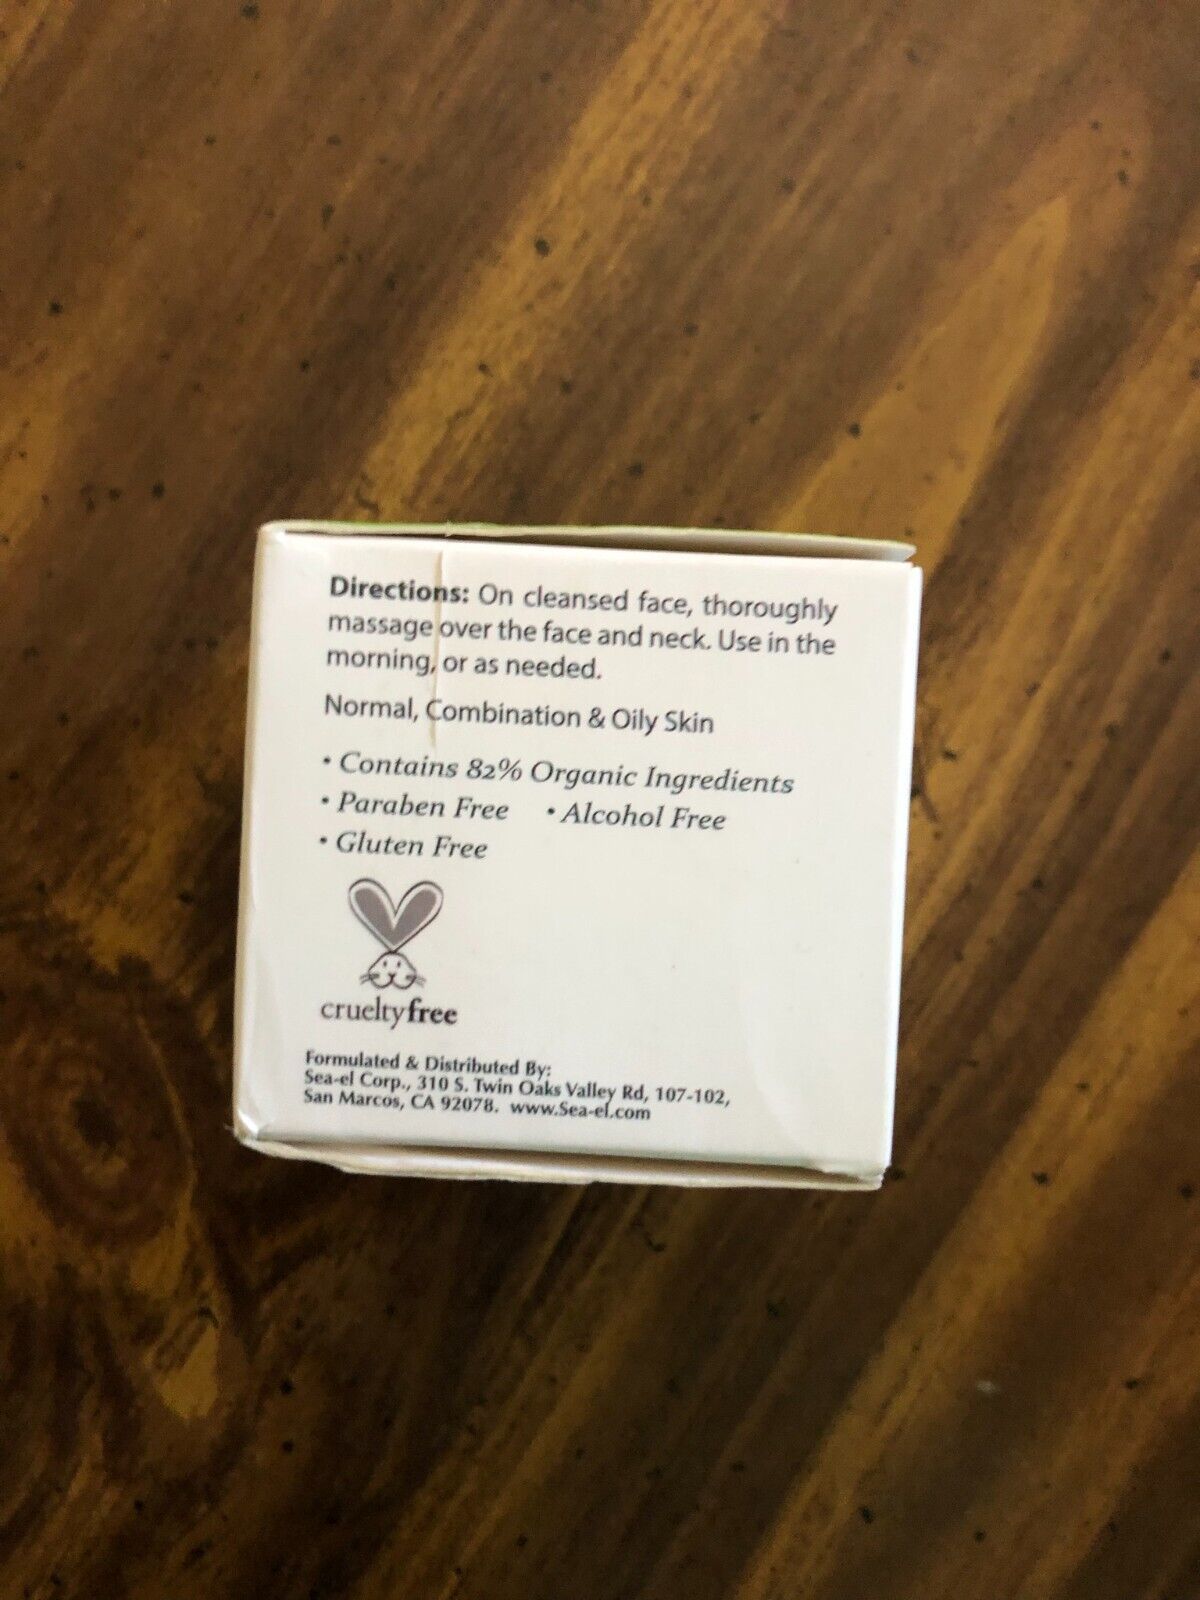 Directions: On cleansed face, thoroughly
massage over the face and neck. Use in the
morning, or as needed.
Normal, Combination & Oily Skin
• Contains 82% Organic Ingredients
• Paraben Free • Alcohol Free
• Gluten Free
crueltyfree
Formulated & Distributed By:
Sea-el Corp., 310 S. Twin Oaks Valley Rd, 107-102,
San Marcos, CA 92078. www.Sea-el.com